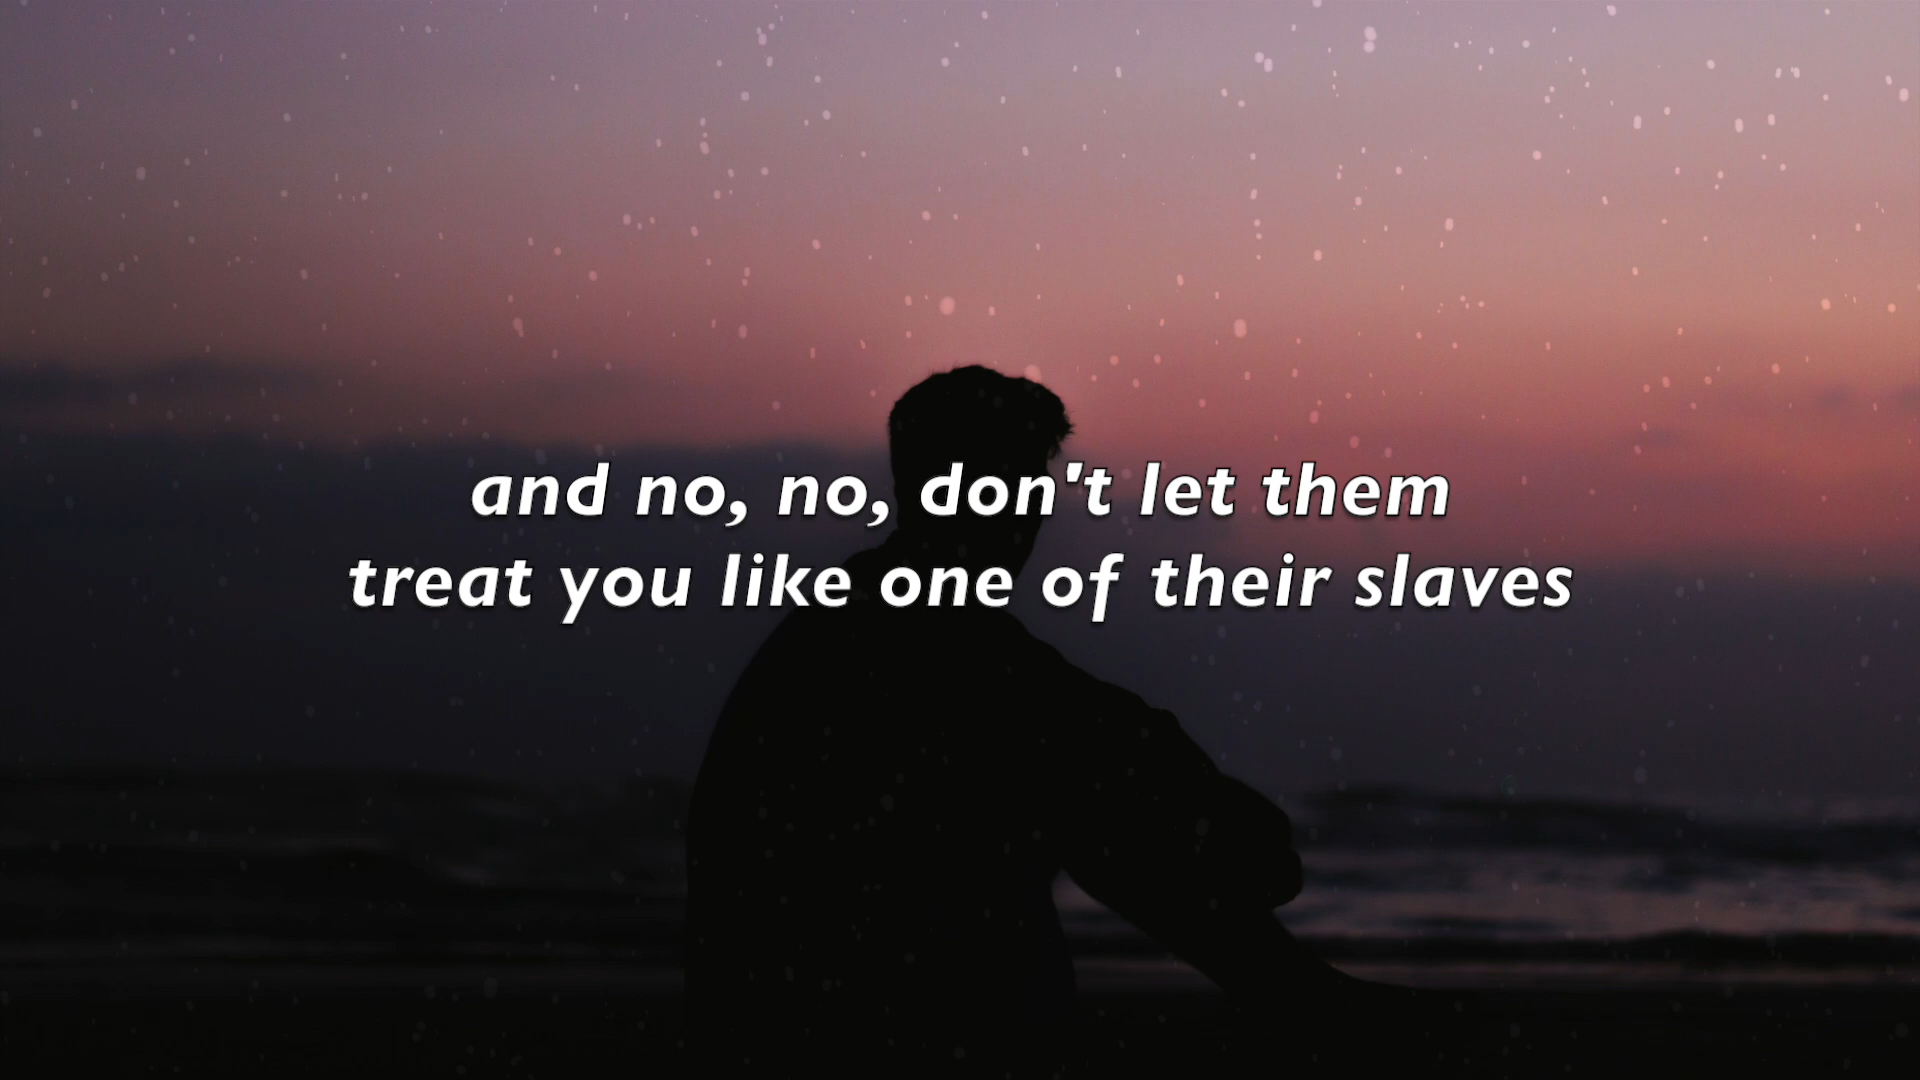 and no, no, don't let them
treat you like one of their slaves